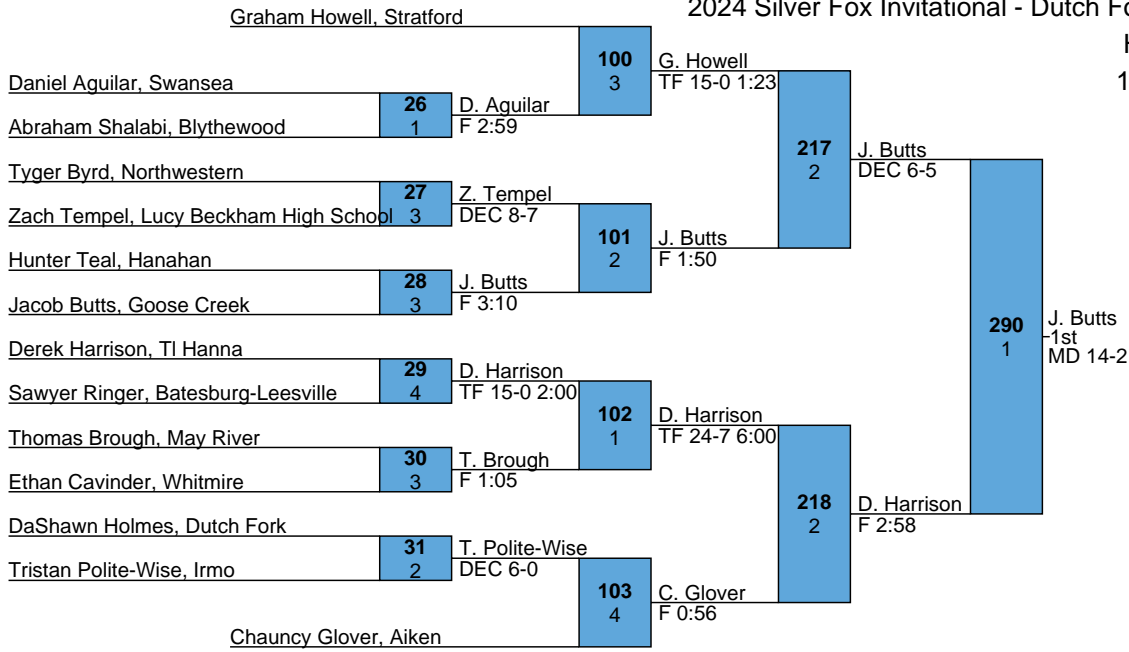 2024 Silver Fox Invitational - Dutch Fo
H
1
Graham Howell, Stratford
100
3
G. Howell
TF 15-0 1:23
Daniel Aguilar, Swansea
26
1
D. Aguilar
F 2:59
Abraham Shalabi, Blythewood
217
2
J. Butts
DEC 6-5
Tyger Byrd, Northwestern
27
3
Z. Tempel
DEC 8-7
Zach Tempel, Lucy Beckham High School
101
2
J. Butts
F 1:50
Hunter Teal, Hanahan
28
3
J. Butts
F 3:10
Jacob Butts, Goose Creek
290
1
J. Butts
1st
MD 14-2
Derek Harrison, Tl Hanna
29
4
D. Harrison
TF 15-0 2:00
Sawyer Ringer, Batesburg-Leesville
102
1
D. Harrison
TF 24-7 6:00
Thomas Brough, May River
30
3
T. Brough
F 1:05
Ethan Cavinder, Whitmire
218
2
D. Harrison
F 2:58
DaShawn Holmes, Dutch Fork
31
2
T. Polite-Wise
DEC 6-0
Tristan Polite-Wise, Irmo
103
4
C. Glover
F 0:56
Chauncy Glover, Aiken